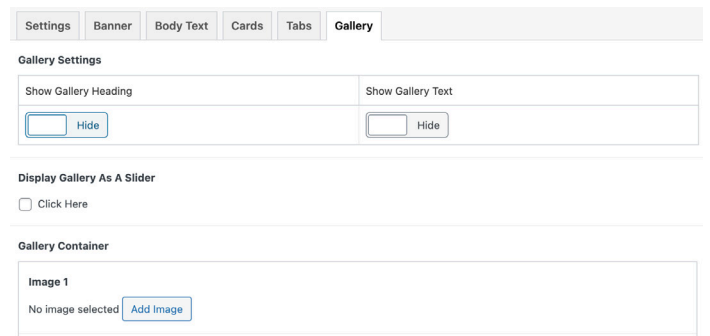 Settings Banner Body Text Cards Tabs Gallery
Gallery Settings
Show Gallery Heading Show Gallery Text
Hide Hide
Display Gallery As A Slider
Click Here
Gallery Container
Image 1
No image selected Add Image